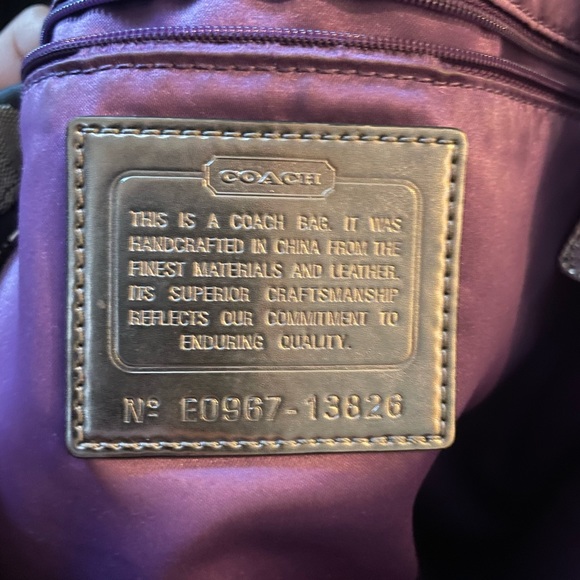 COACH
THIS IS A COACH BAG. IT WAS
HANDCRAFTED IN CHINA FROM THE
FINEST MATERIALS AND LEATHER.
ITS SUPERIOR CRAFTSMANSHIP
REFLECTS OUR COMMITMENT TO
ENDURING QUALITY.
Nº E0967-13826